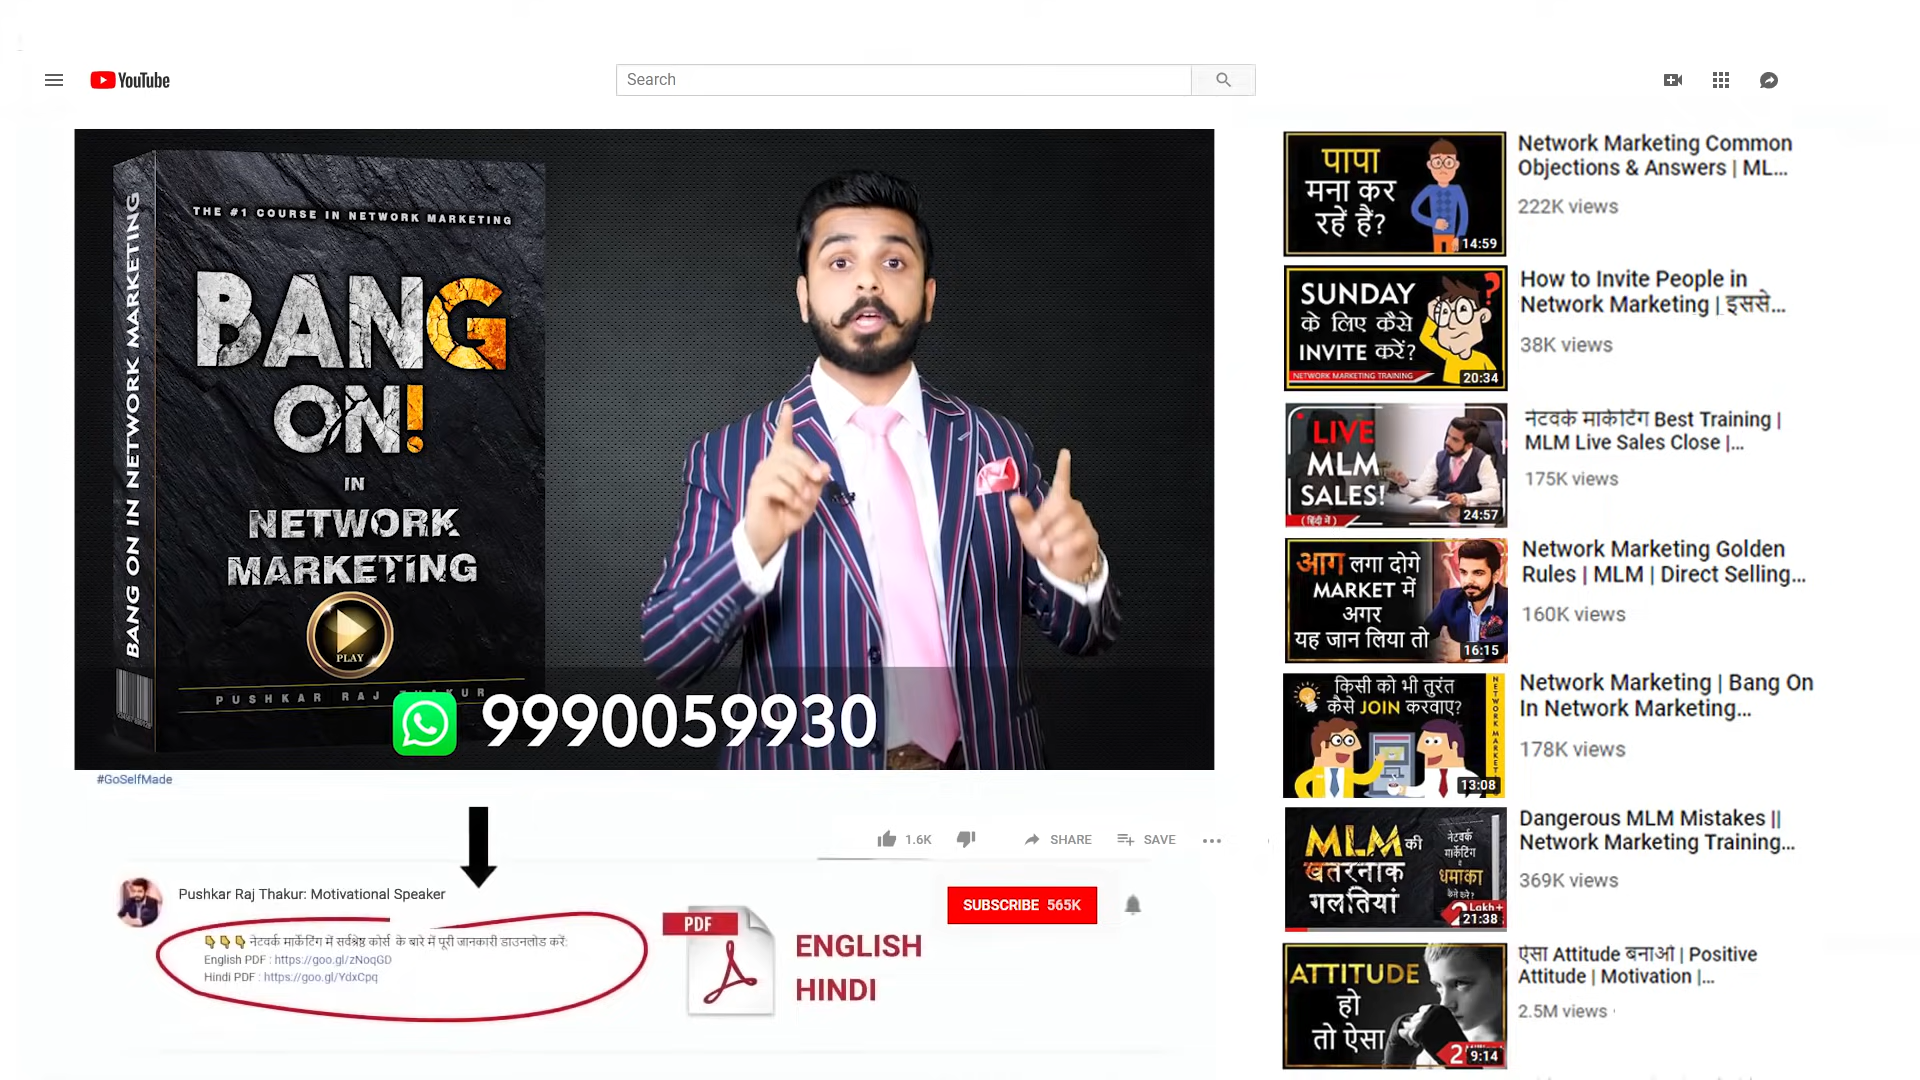 YouTube
Search
BANG ON IN NETWORK MARKETING
THE #1 COURSE IN NETWORK MARKETING
BANG
ON!
IN
NETWORK
MARKETING
PLAY
PUSHKAR RAJ THAKUR
9990059930
#GoSelfMade
1.6K
SHARE
SAVE
Pushkar Raj Thakur: Motivational Speaker
SUBSCRIBE 565K
नेटवर्क मार्केटिंग में सर्वश्रेष्ठ कोर्स के बारे में पूरी जानकारी डाउनलोड करें:
English PDF : https://goo.gl/zNoqGD
Hindi PDF : https://goo.gl/YdxCpq
PDF
ENGLISH
HINDI
पापा
मना कर
रहें हैं?
14:59
Network Marketing Common
Objections & Answers | ML...
222K views
SUNDAY
के लिए कैसे
INVITE करें?
NETWORK MARKETING TRAINING
20:34
How to Invite People in
Network Marketing | इससे...
38K views
LIVE
MLM
SALES!
(हिंदी में)
24:57
नेटवर्क मार्केटिंग Best Training |
MLM Live Sales Close |...
175K views
आग लगा दोगे
MARKET में
अगर
यह जान लिया तो
16:15
Network Marketing Golden
Rules | MLM | Direct Selling...
160K views
किसी को भी तुरंत
कैसे JOIN करवाए?
13:08
Network Marketing | Bang On
In Network Marketing...
178K views
MLM की
खतरनाक
गलतियां
नेटवर्क
मार्केटिंग
में
धमाका
कैसे करे?
2 Lakh+
21:38
Dangerous MLM Mistakes ||
Network Marketing Training...
369K views
ATTITUDE
हो
तो ऐसा
2
9:14
ऐसा Attitude बनाओ | Positive
Attitude | Motivation |...
2.5M views